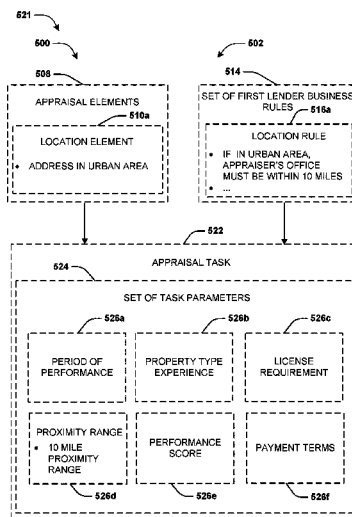 521
500
502
508
514
APPRAISAL ELEMENTS
510a
LOCATION ELEMENT
• ADDRESS IN URBAN AREA
SET OF FIRST LENDER BUSINESS
RULES
516a
LOCATION RULE
• IF IN URBAN AREA,
APPRAISER'S OFFICE
MUST BE WITHIN 10 MILES
• ...
522
APPRAISAL TASK
524
SET OF TASK PARAMETERS
526a
526b
526c
PERIOD OF
PERFORMANCE
PROPERTY TYPE
EXPERIENCE
LICENSE
REQUIREMENT
PROXIMITY RANGE
• 10 MILE
PROXIMITY
RANGE
PERFORMANCE
SCORE
PAYMENT TERMS
526d
526e
526f